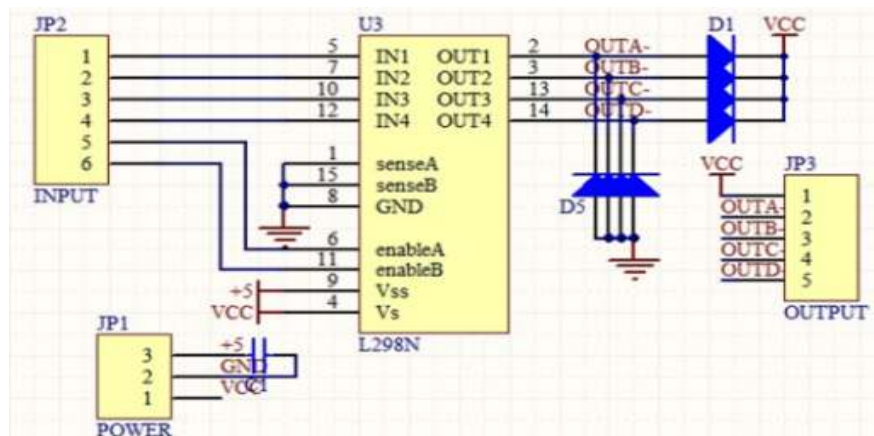 JP2
1
2
3
4
5
6
INPUT
U3
5 IN1 OUT1 2 OUTA-
7 IN2 OUT2 3 OUTB-
10 IN3 OUT3 13 OUTC-
12 IN4 OUT4 14 OUTD-
1 senseA
15 senseB
8 GND
6 enableA
11 enableB
+5 9 Vss
VCC 4 Vs
L298N
D1
VCC
D5
VCC
JP3
1
OUTA- 2
OUTB- 3
OUTC- 4
OUTD- 5
OUTPUT
JP1
3 +5
2 GND
1 VCC
POWER